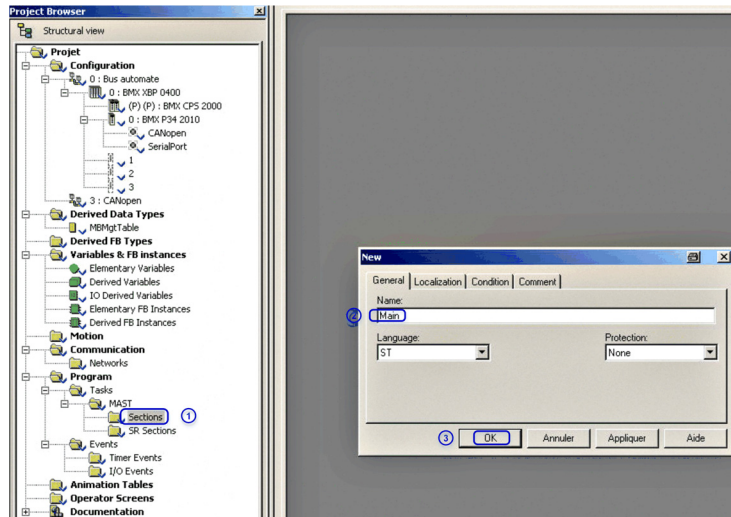 Project Browser
Structural view
Projet
Configuration
0 : Bus automate
0 : BMX XBP 0400
(P) (P) : BMX CPS 2000
0 : BMX P34 2010
CANopen
SerialPort
1
2
3
3 : CANopen
Derived Data Types
MBMgtTable
Derived FB Types
Variables & FB instances
Elementary Variables
Derived Variables
IO Derived Variables
Elementary FB Instances
Derived FB Instances
Motion
Communication
Networks
Program
Tasks
MAST
Sections 1
SR Sections
Events
Timer Events
I/O Events
Animation Tables
Operator Screens
Documentation
New
General Localization Condition Comment
Name:
2 Main
Language: Protection:
ST None
3 OK Annuler Appliquer Aide